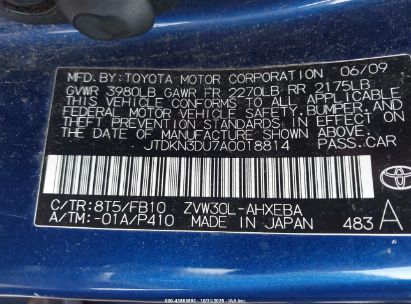 MFD. BY: TOYOTA MOTOR CORPORATION 06/09
GVWR 3980LB GAWR FR 2270LB RR 2175LB
THIS VEHICLE CONFORMS TO ALL APPLICABLE
FEDERAL MOTOR VEHICLE SAFETY, BUMPER, AND
THEFT PREVENTION STANDARDS IN EFFECT ON
THE DATE OF MANUFACTURE SHOWN ABOVE.
JTDKN3DU7A0018814 PASS.CAR
C/TR:8T5/FB10 ZVW30L-AHXEBA
A/TM:-01A/P410 MADE IN JAPAN 483 A
TOYOTA